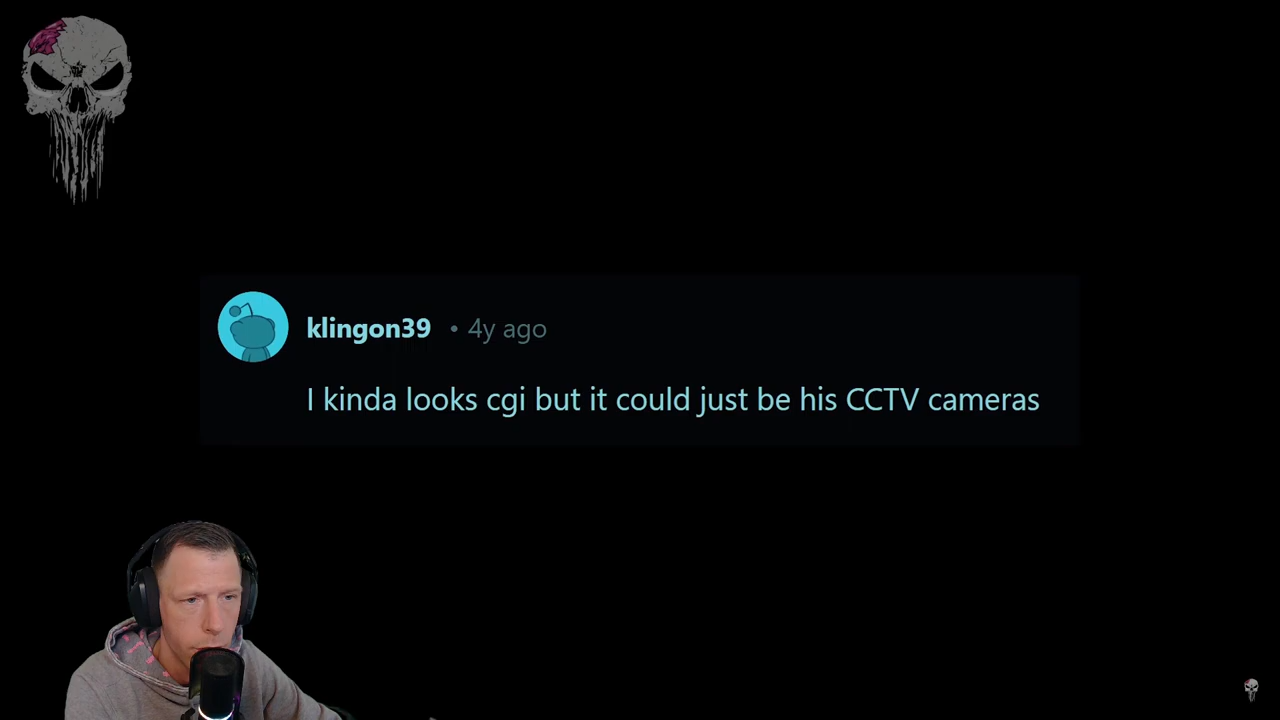 klingon39 • 4y ago
I kinda looks cgi but it could just be his CCTV cameras